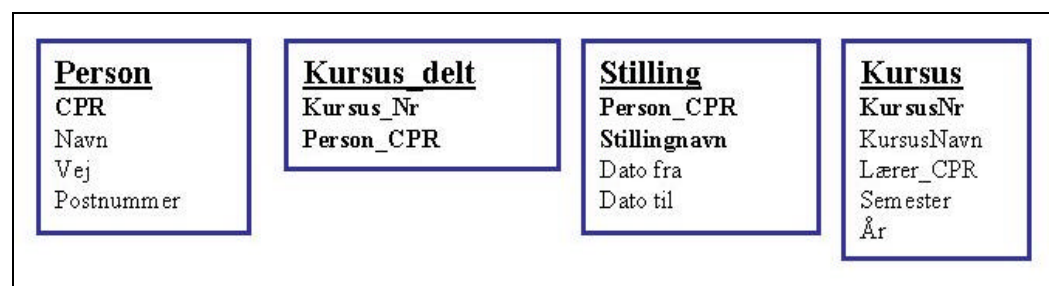 Person
CPR
Navn
Vej
Postnummer
Kursus_delt
Kursus_Nr
Person_CPR
Stilling
Person_CPR
Stillingnavn
Dato fra
Dato til
Kursus
KursusNr
KursusNavn
Lærer_CPR
Semester
År